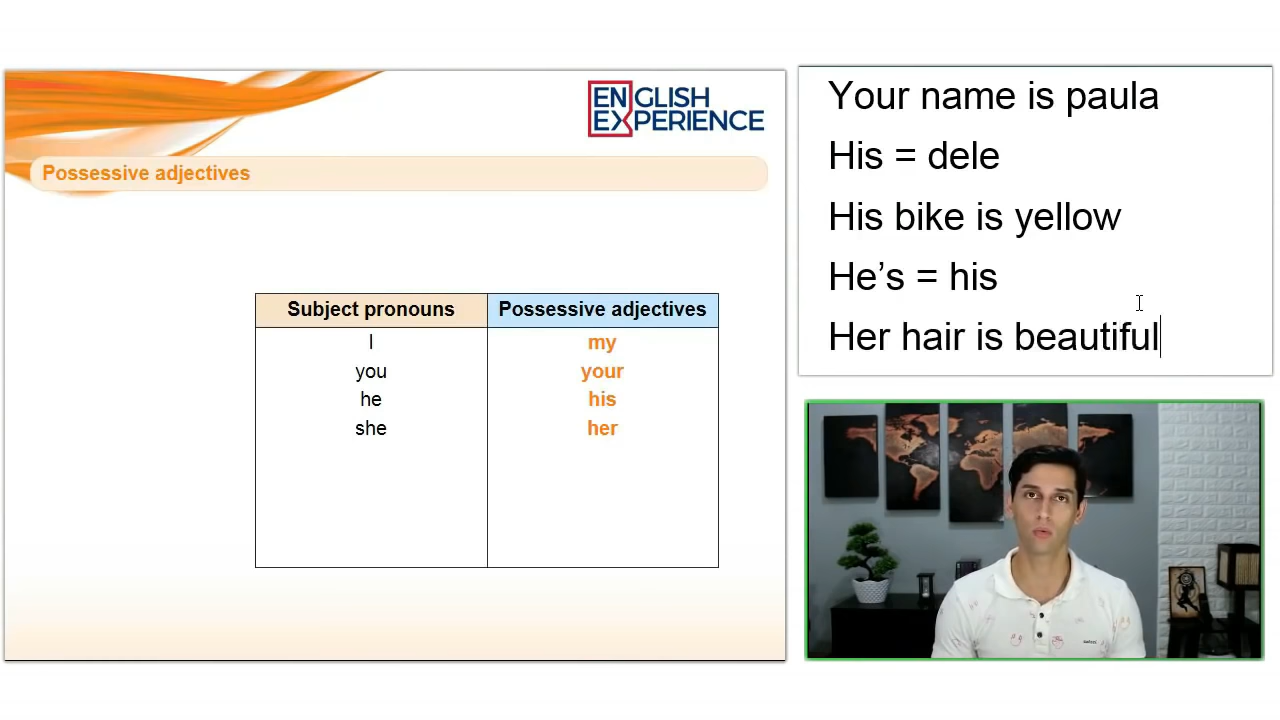 ENGLISH
EXPERIENCE
Possessive adjectives
Subject pronouns Possessive adjectives
I my
you your
he his
she her
Your name is paula
His = dele
His bike is yellow
He’s = his
Her hair is beautiful